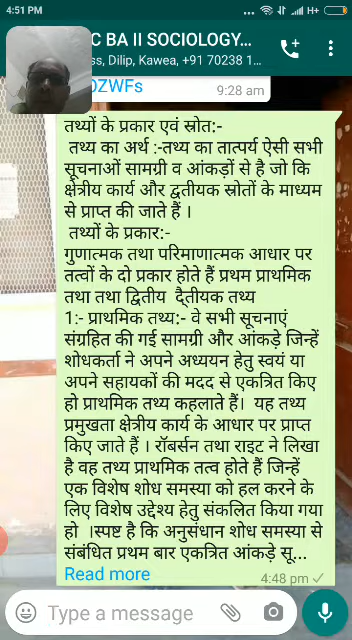 4:51 PM
... H+
C BA II SOCIOLOGY...
ss, Dilip, Kawea, +91 70238 1...
OZWFs
9:28 am
तथ्यों के प्रकार एवं स्रोत:-
तथ्य का अर्थ :-तथ्य का तात्पर्य ऐसी सभी
सूचनाओं सामग्री व आंकड़ों से है जो कि
क्षेत्रीय कार्य और द्वतीयक स्रोतों के माध्यम
से प्राप्त की जाते हैं ।
तथ्यों के प्रकार:-
गुणात्मक तथा परिमाणात्मक आधार पर
तत्वों के दो प्रकार होते हैं प्रथम प्राथमिक
तथा तथा द्वितीय दैतीयक तथ्य
1:- प्राथमिक तथ्य:- वे सभी सूचनाएं
संग्रहित की गई सामग्री और आंकड़े जिन्हें
शोधकर्ता ने अपने अध्ययन हेतु स्वयं या
अपने सहायकों की मदद से एकत्रित किए
हो प्राथमिक तथ्य कहलाते हैं। यह तथ्य
प्रमुखता क्षेत्रीय कार्य के आधार पर प्राप्त
किए जाते हैं । रॉबर्सन तथा राइट ने लिखा
है वह तथ्य प्राथमिक तत्व होते हैं जिन्हें
एक विशेष शोध समस्या को हल करने के
लिए विशेष उद्देश्य हेतु संकलित किया गया
हो ।स्पष्ट है कि अनुसंधान शोध समस्या से
संबंधित प्रथम बार एकत्रित आंकड़े सू...
Read more
4:48 pm
Type a message